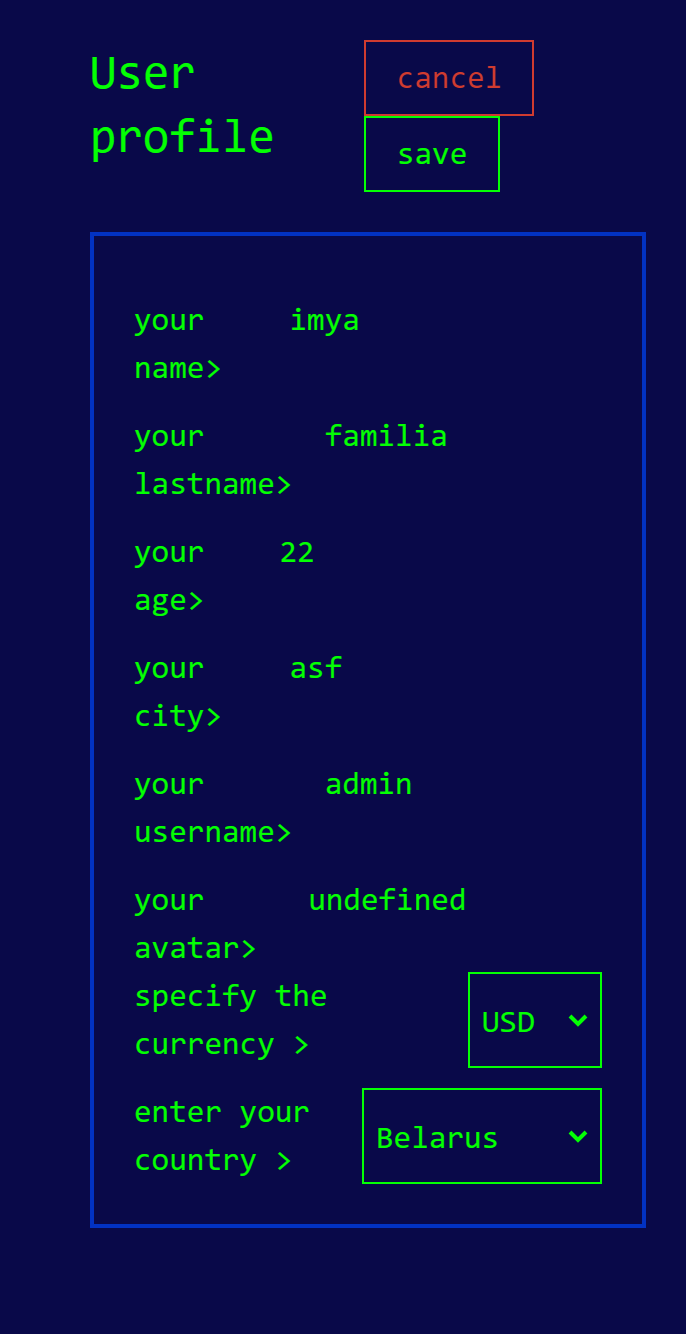 User
profile
cancel
save
your imya
name>
your familia
lastname>
your 22
age>
your asf
city>
your admin
username>
your undefined
avatar>
specify the
currency >
USD
enter your
country >
Belarus